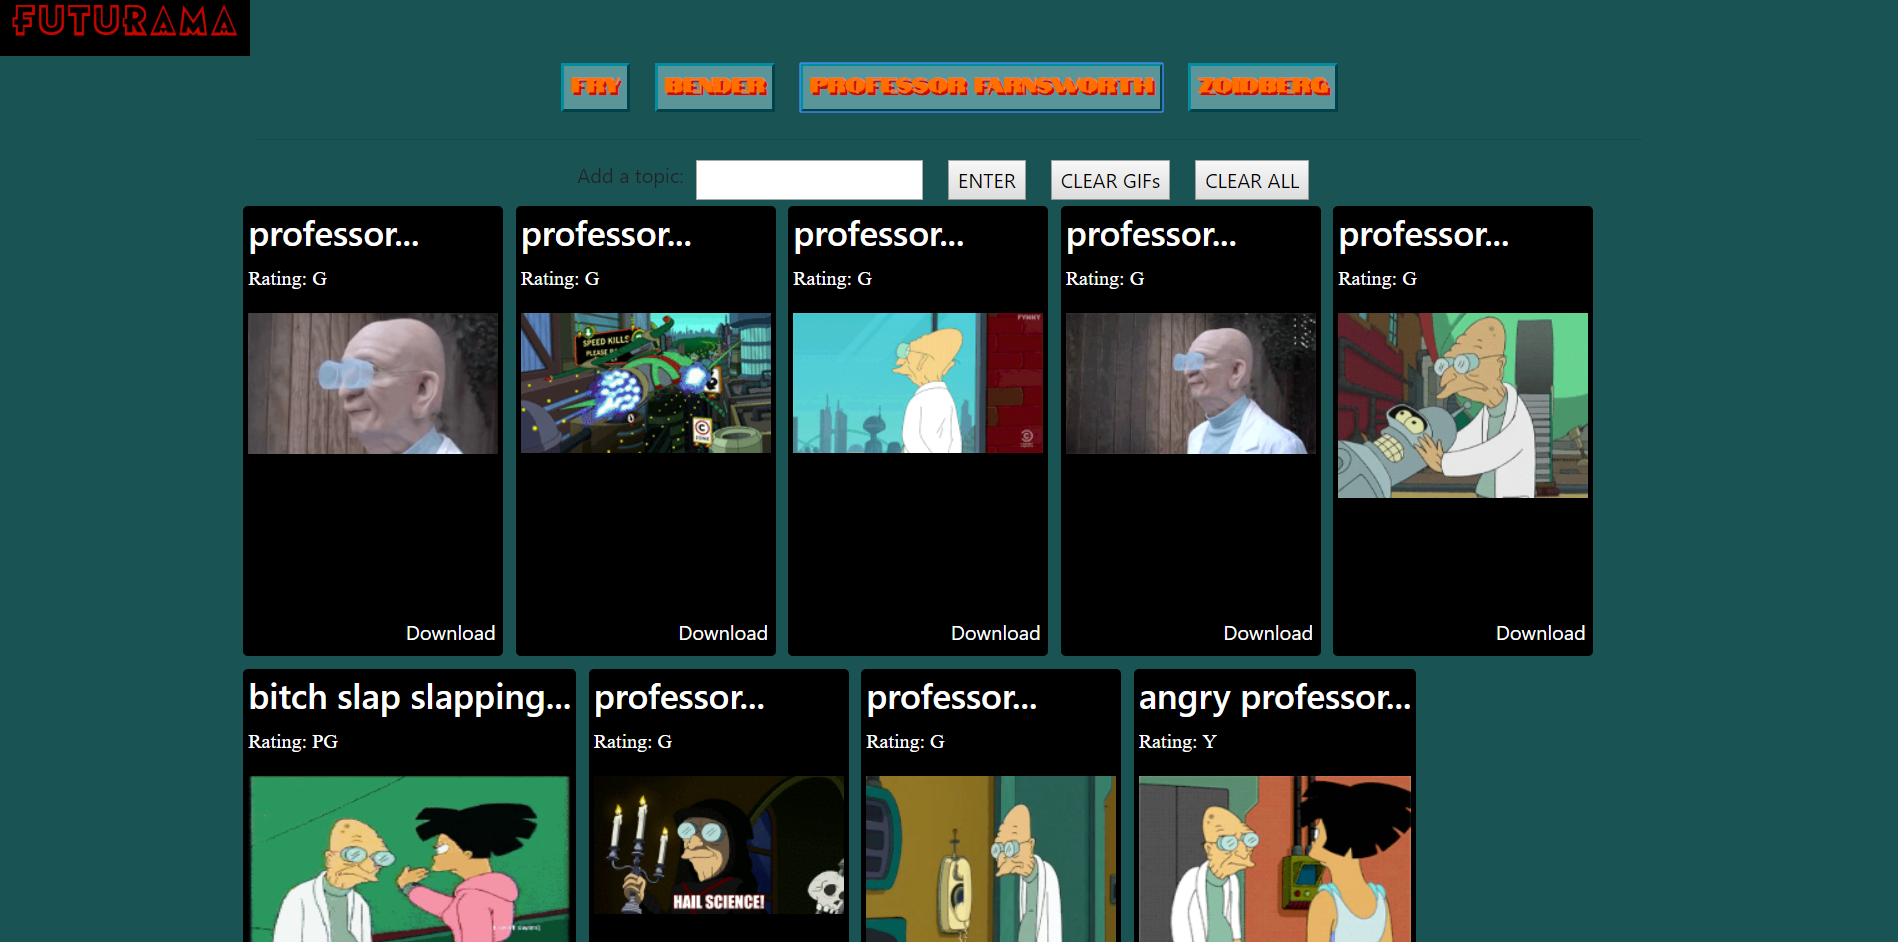 FUTURAMA
FRY BENDER PROFESSOR FARNSWORTH ZOIDBERG
Add a topic: ENTER CLEAR GIFs CLEAR ALL
professor... professor... professor... professor... professor...
Rating: G Rating: G Rating: G Rating: G Rating: G
SPEED KILLS
PLEASE
FYNNY
Download Download Download Download Download
bitch slap slapping... professor... professor... angry professor...
Rating: PG Rating: G Rating: G Rating: Y
HAIL SCIENCE!